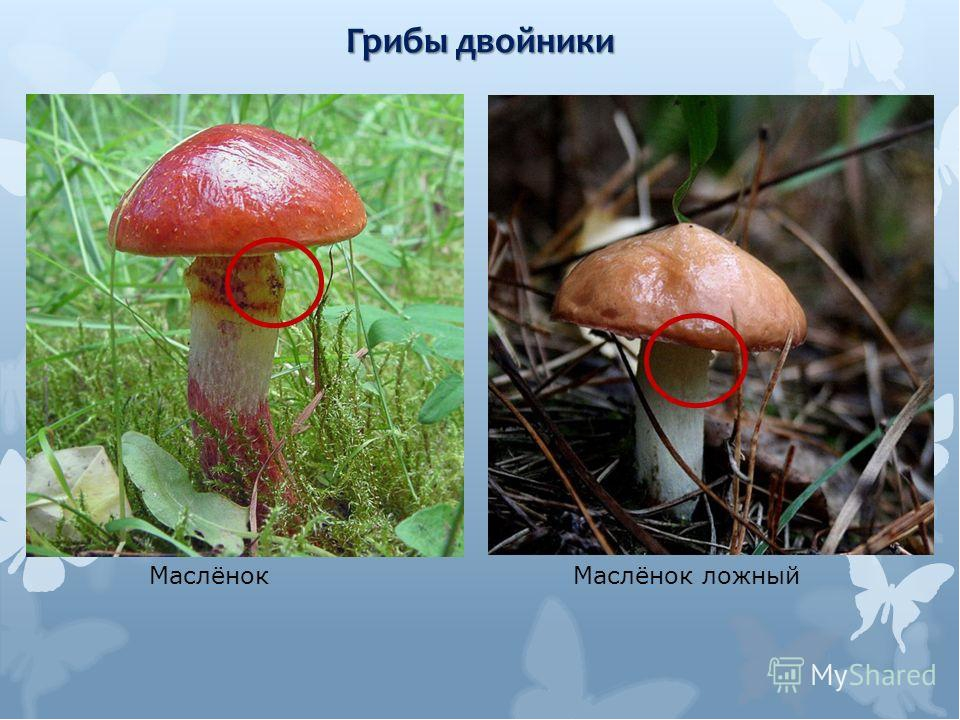 Грибы двойники
Маслёнок
Маслёнок ложный
MyShared